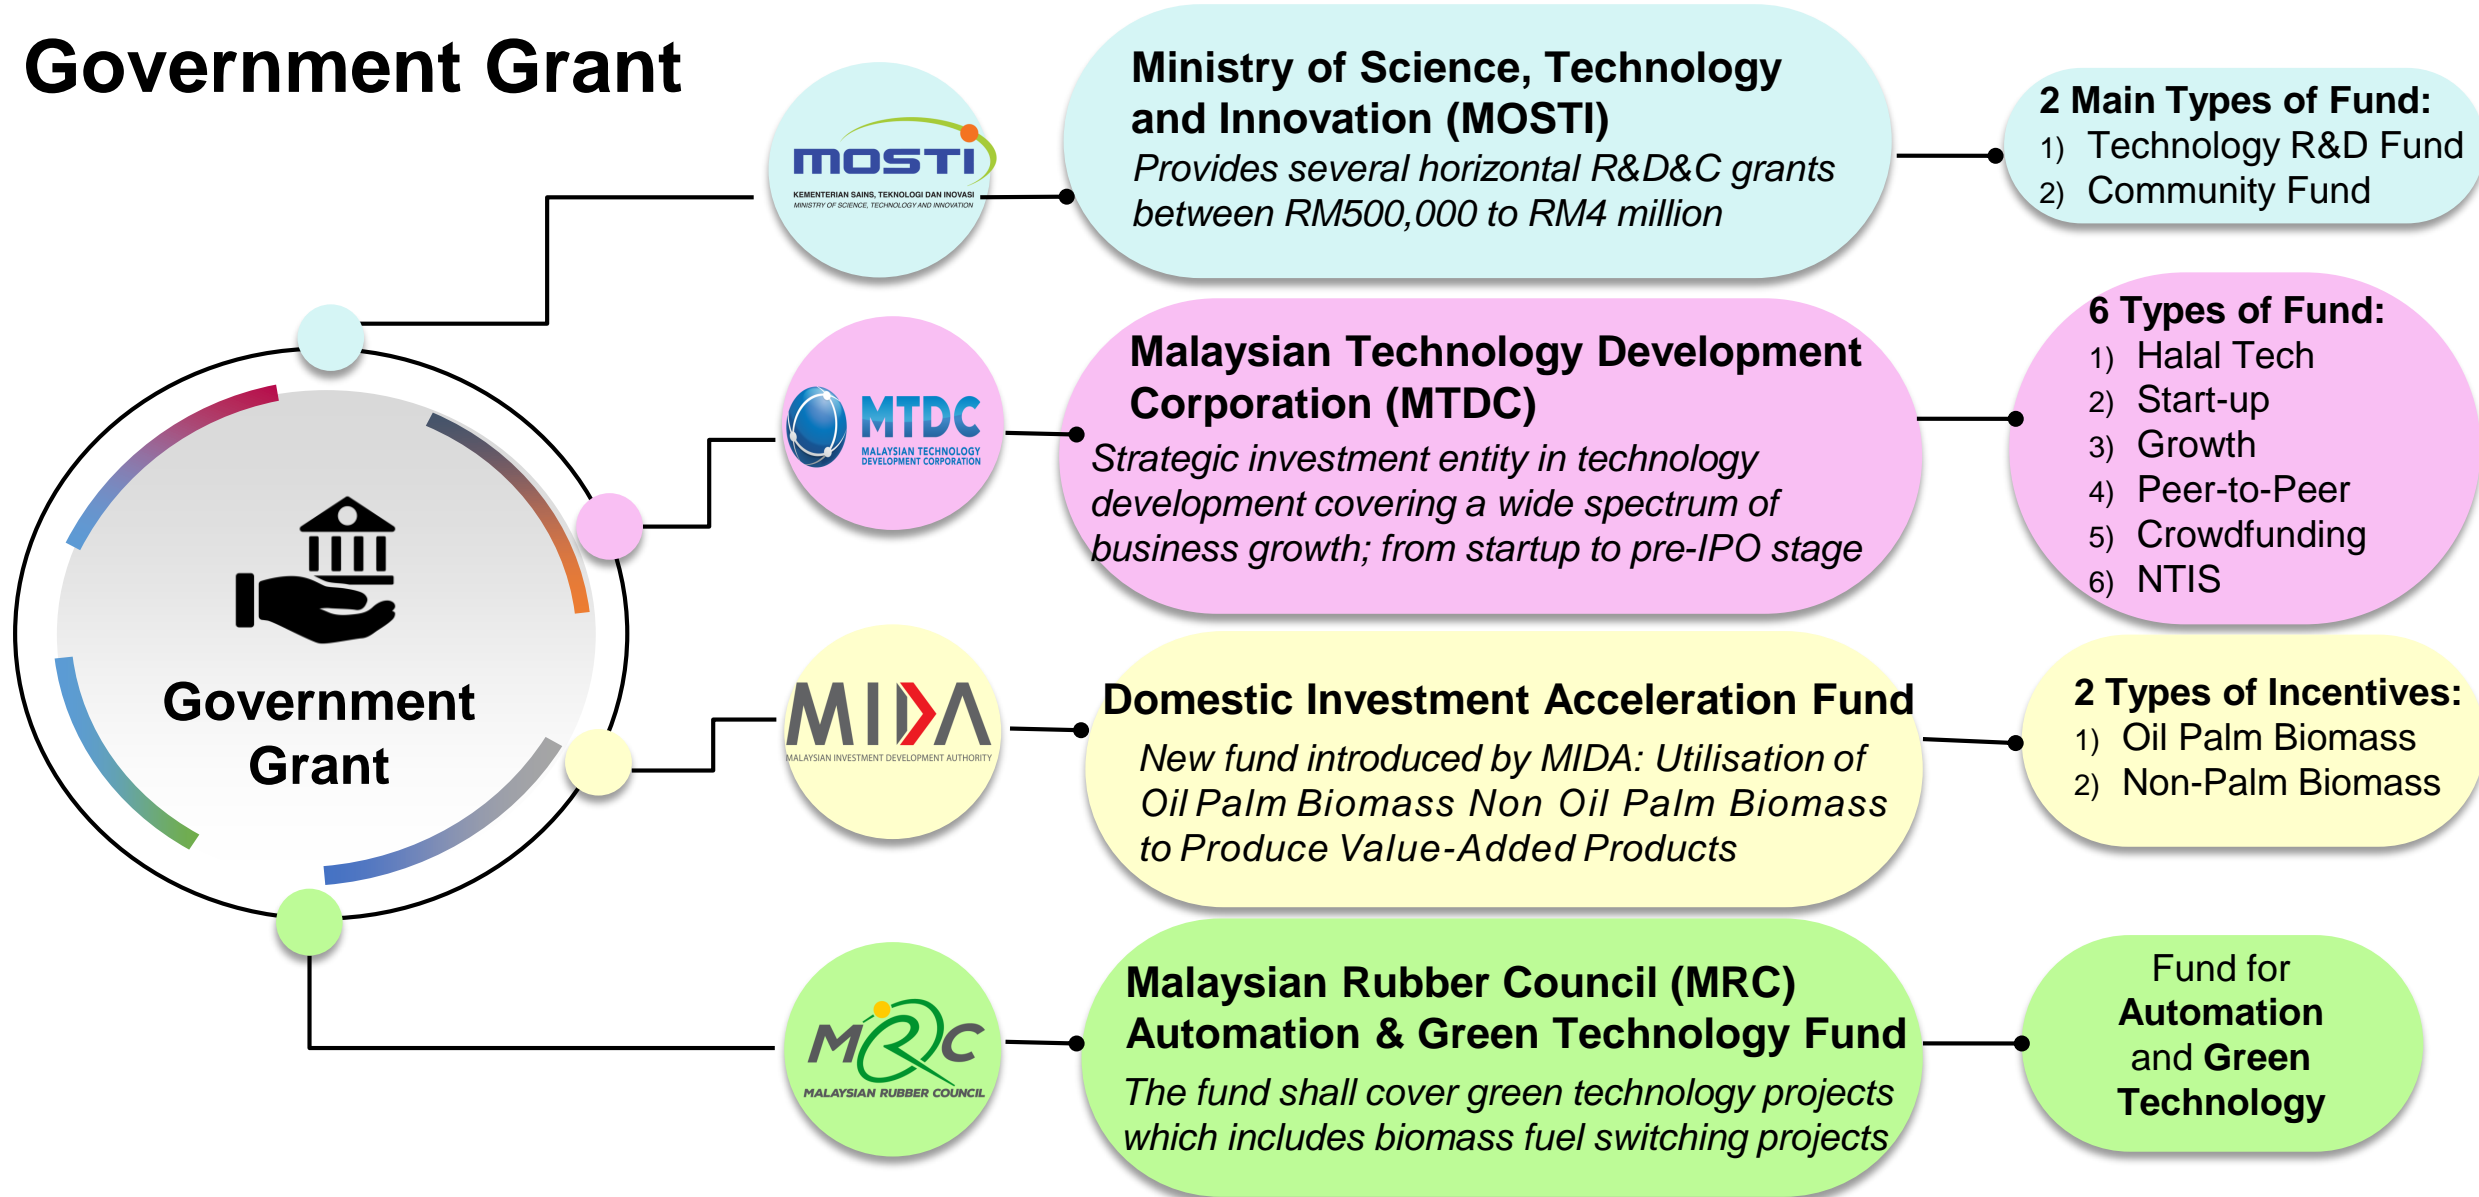 Government Grant
Government
Grant
MOSTI
KEMENTERIAN SAINS, TEKNOLOGI DAN INOVASI
MINISTRY OF SCIENCE, TECHNOLOGY AND INNOVATION
Ministry of Science, Technology
and Innovation (MOSTI)
Provides several horizontal R&D&C grants
between RM500,000 to RM4 million
2 Main Types of Fund:
1) Technology R&D Fund
2) Community Fund
MTDC
MALAYSIAN TECHNOLOGY
DEVELOPMENT CORPORATION
Malaysian Technology Development
Corporation (MTDC)
Strategic investment entity in technology
development covering a wide spectrum of
business growth; from startup to pre-IPO stage
6 Types of Fund:
1) Halal Tech
2) Start-up
3) Growth
4) Peer-to-Peer
5) Crowdfunding
6) NTIS
MIDA
MALAYSIAN INVESTMENT DEVELOPMENT AUTHORITY
Domestic Investment Acceleration Fund
New fund introduced by MIDA: Utilisation of
Oil Palm Biomass Non Oil Palm Biomass
to Produce Value-Added Products
2 Types of Incentives:
1) Oil Palm Biomass
2) Non-Palm Biomass
MRC
MALAYSIAN RUBBER COUNCIL
Malaysian Rubber Council (MRC)
Automation & Green Technology Fund
The fund shall cover green technology projects
which includes biomass fuel switching projects
Fund for
Automation
and Green
Technology